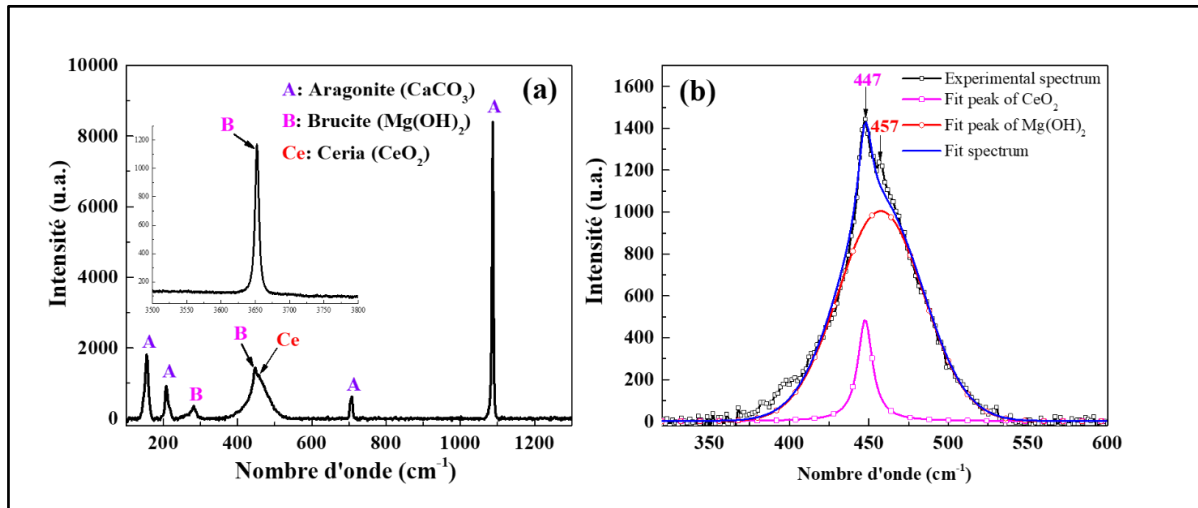 (a)
A: Aragonite (CaCO₃)
B: Brucite (Mg(OH)₂)
Ce: Ceria (CeO₂)
Intensité (u.a.)
10000
8000
6000
4000
2000
0
200 400 600 800 1000 1200
Nombre d'onde (cm⁻¹)
B
1200
1000
800
600
400
200
3500 3550 3600 3650 3700 3750 3800
A
A
B
B
Ce
A
A
(b)
447
457
Experimental spectrum
Fit peak of CeO₂
Fit peak of Mg(OH)₂
Fit spectrum
Intensité (u.a.)
1600
1400
1200
1000
800
600
400
200
0
350 400 450 500 550 600
Nombre d'onde (cm⁻¹)